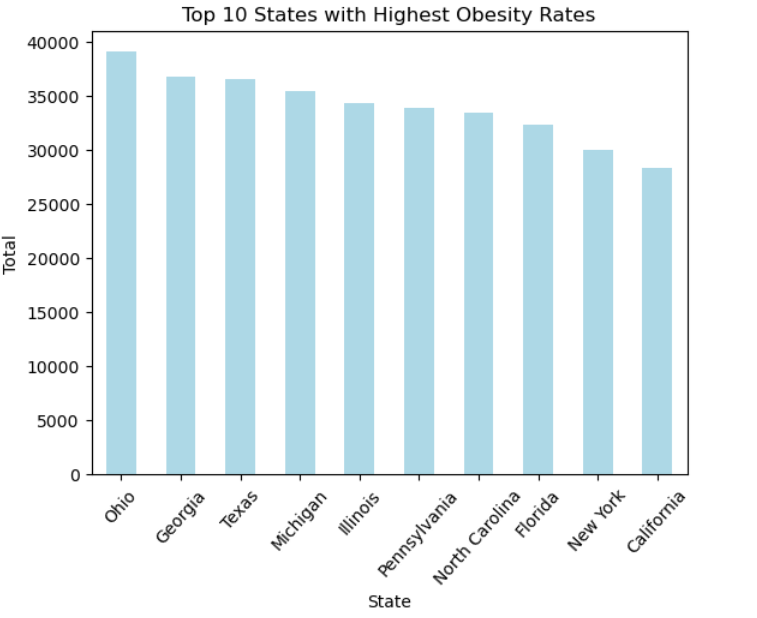 Top 10 States with Highest Obesity Rates
40000
35000
30000
25000
20000
15000
10000
5000
0
Total
Ohio
Georgia
Texas
Michigan
Illinois
Pennsylvania
North Carolina
Florida
New York
California
State